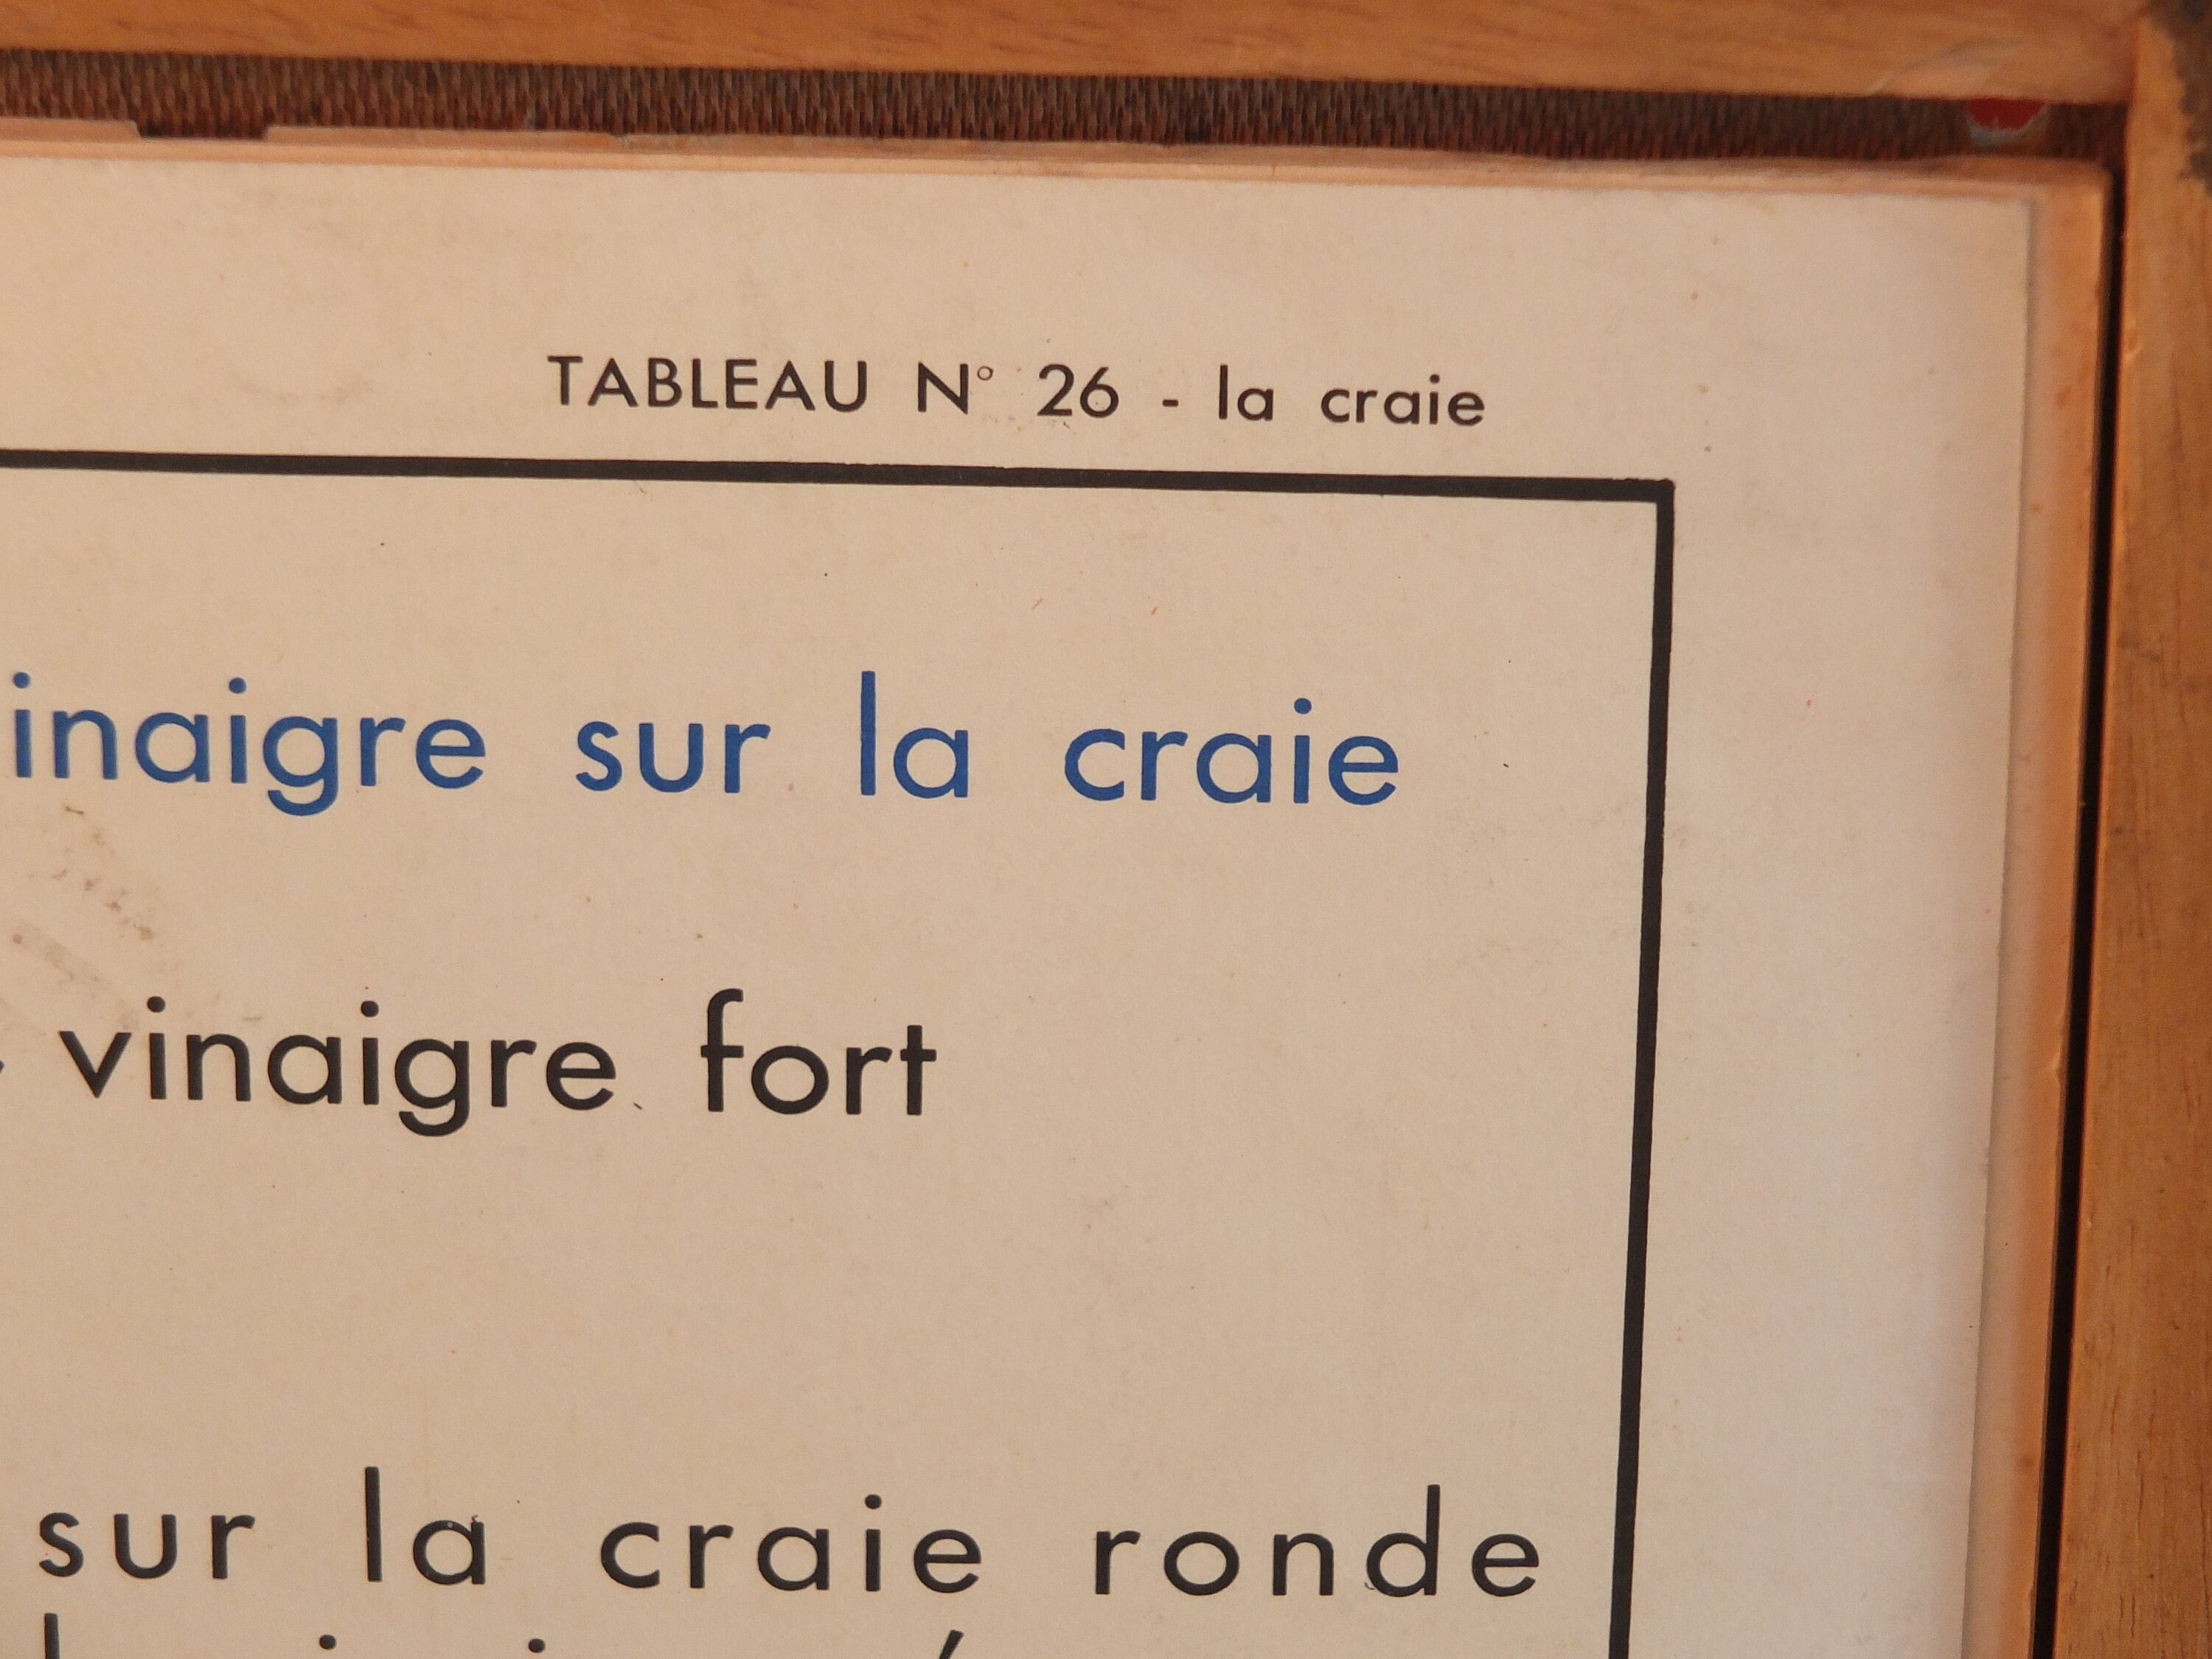 TABLEAU N° 26 - la craie
inaigre sur la craie
vinaigre fort
sur la craie ronde